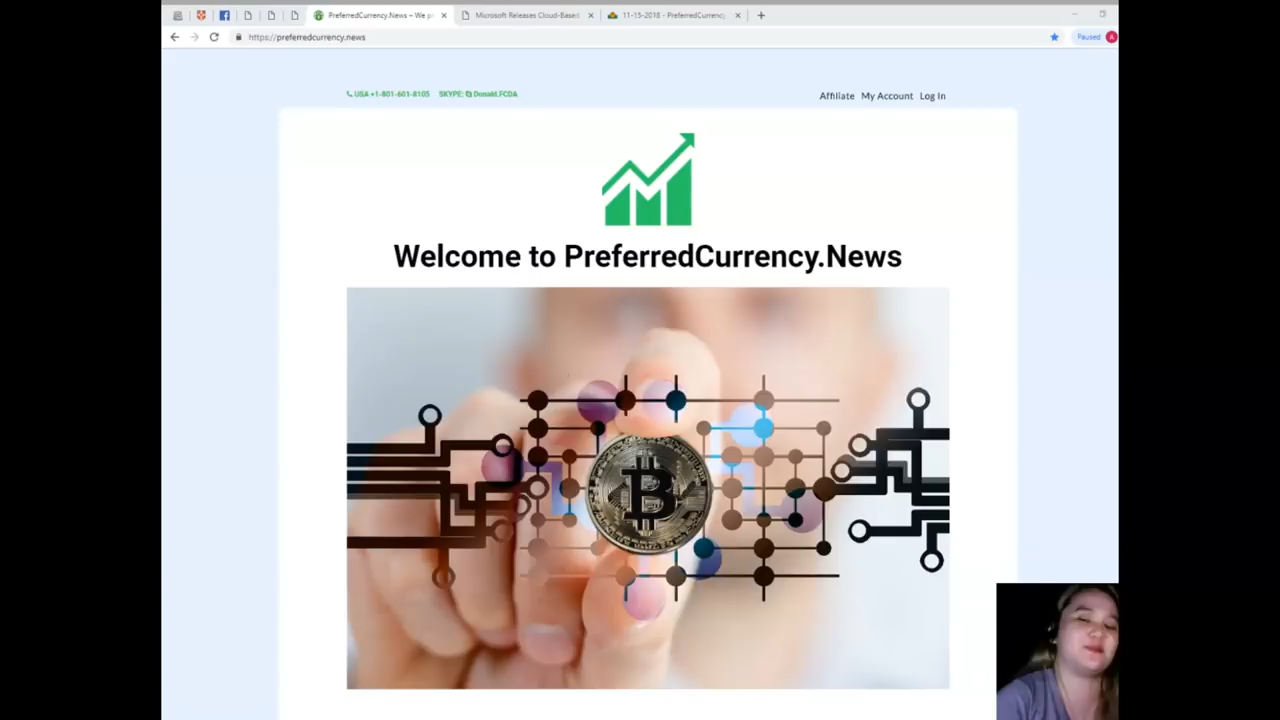 PreferredCurrency.News – We pr
Microsoft Releases Cloud-Based
11-15-2018 - PreferredCurrency
https://preferredcurrency.news
Paused
A
USA +1-801-601-8105 SKYPE: Donald.FCDA
Affiliate My Account Log In
Welcome to PreferredCurrency.News